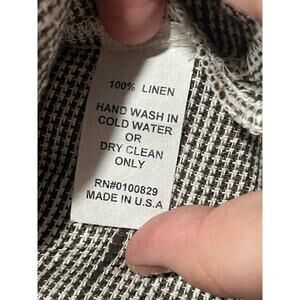 100% LINEN
HAND WASH IN
COLD WATER
OR
DRY CLEAN
ONLY
RN#0100829
MADE IN U.S.A